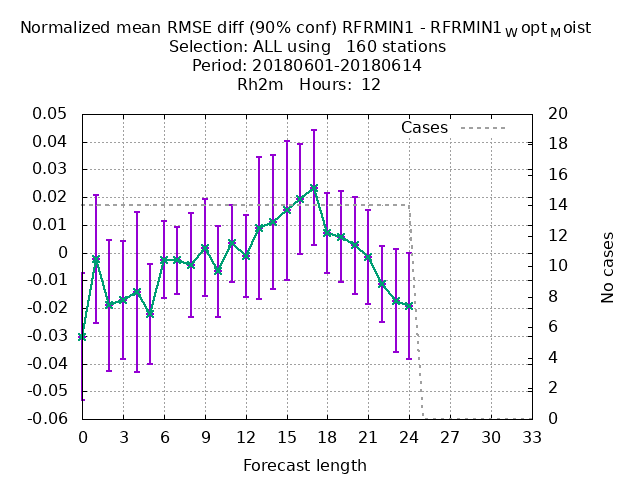 Normalized mean RMSE diff (90% conf) RFRMIN1 - RFRMIN1WoptMoist
Selection: ALL using 160 stations
Period: 20180601-20180614
Rh2m Hours: 12
Cases
0.05
0.04
0.03
0.02
0.01
0
-0.01
-0.02
-0.03
-0.04
-0.05
-0.06
20
18
16
14
12
10
8
6
4
2
0
No cases
0 3 6 9 12 15 18 21 24 27 30 33
Forecast length